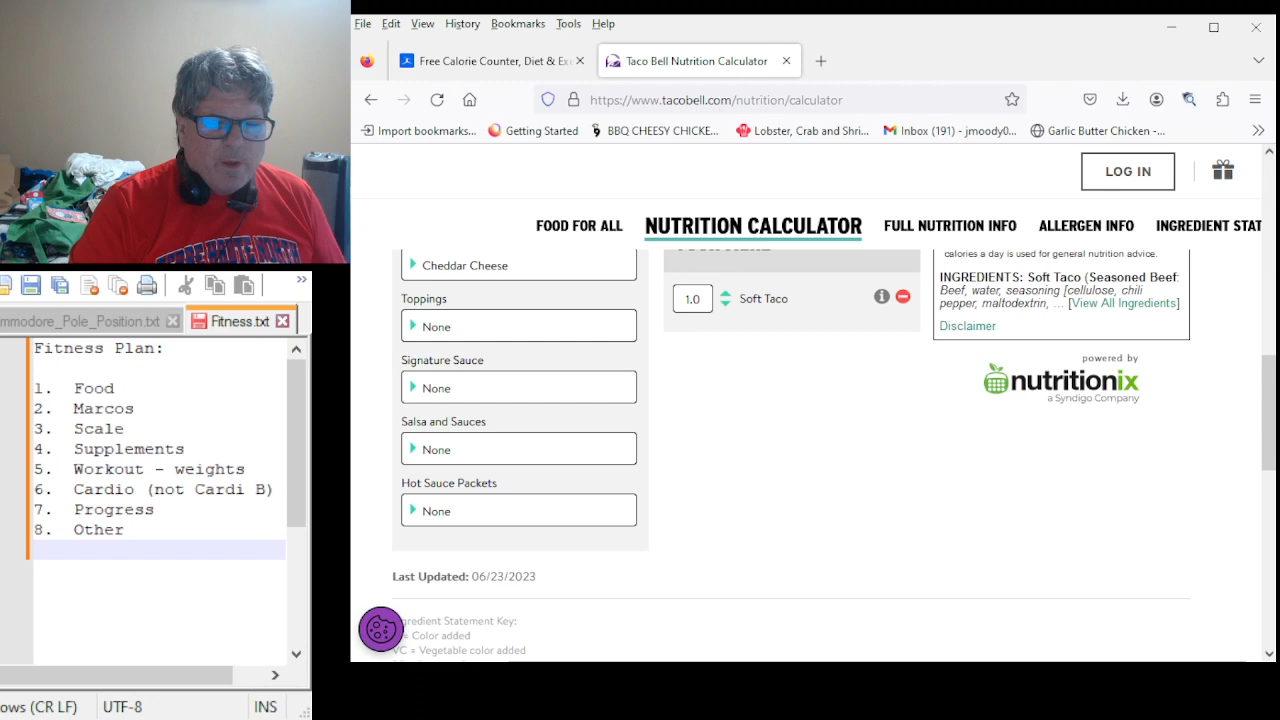 File Edit View History Bookmarks Tools Help
Free Calorie Counter, Diet & Ex
Taco Bell Nutrition Calculator
https://www.tacobell.com/nutrition/calculator
Import bookmarks... Getting Started BBQ CHEESY CHICKE... Lobster, Crab and Shri... Inbox (191) - jmoody0... Garlic Butter Chicken -...
LOG IN
FOOD FOR ALL NUTRITION CALCULATOR FULL NUTRITION INFO ALLERGEN INFO INGREDIENT STAT
Cheddar Cheese
Toppings
None
Signature Sauce
None
Salsa and Sauces
None
Hot Sauce Packets
None
1.0 Soft Taco
calories a day is used for general nutrition advice.
INGREDIENTS: Soft Taco (Seasoned Beef:
Beef, water, seasoning [cellulose, chili
pepper, maltodextrin, ... [View All Ingredients]
Disclaimer
powered by
nutritionix
a Syndigo Company
Last Updated: 06/23/2023
gredient Statement Key:
= Color added
VC = Vegetable color added
mmodore_Pole_Position.txt Fitness.txt
Fitness Plan:
1. Food
2. Marcos
3. Scale
4. Supplements
5. Workout - weights
6. Cardio (not Cardi B)
7. Progress
8. Other
ows (CR LF) UTF-8 INS